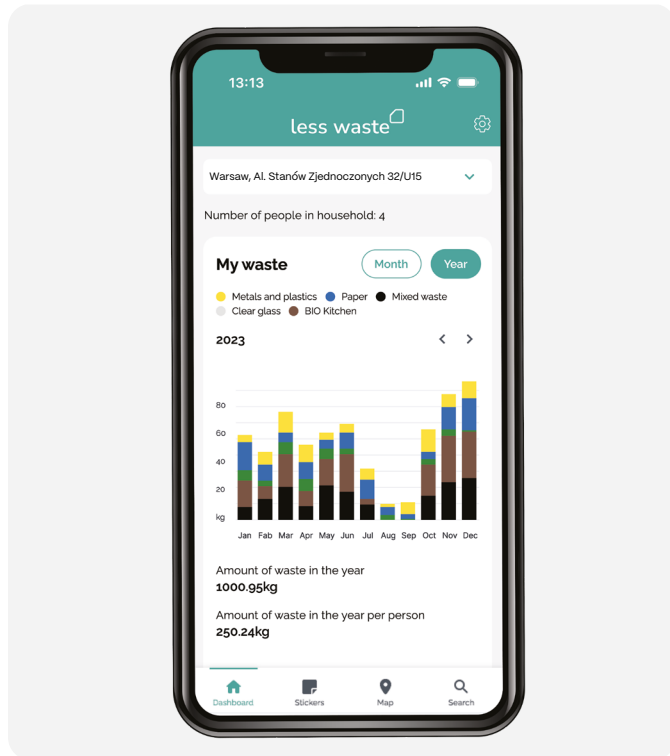 13:13
less waste
Warsaw, Al. Stanów Zjednoczonych 32/U15
Number of people in household: 4
My waste
Month
Year
Metals and plastics Paper Mixed waste
Clear glass BIO Kitchen
2023
80
60
40
20
kg
Jan Fab Mar Apr May Jun Jul Aug Sep Oct Nov Dec
Amount of waste in the year
1000.95kg
Amount of waste in the year per person
250.24kg
Dashboard Stickers Map Search